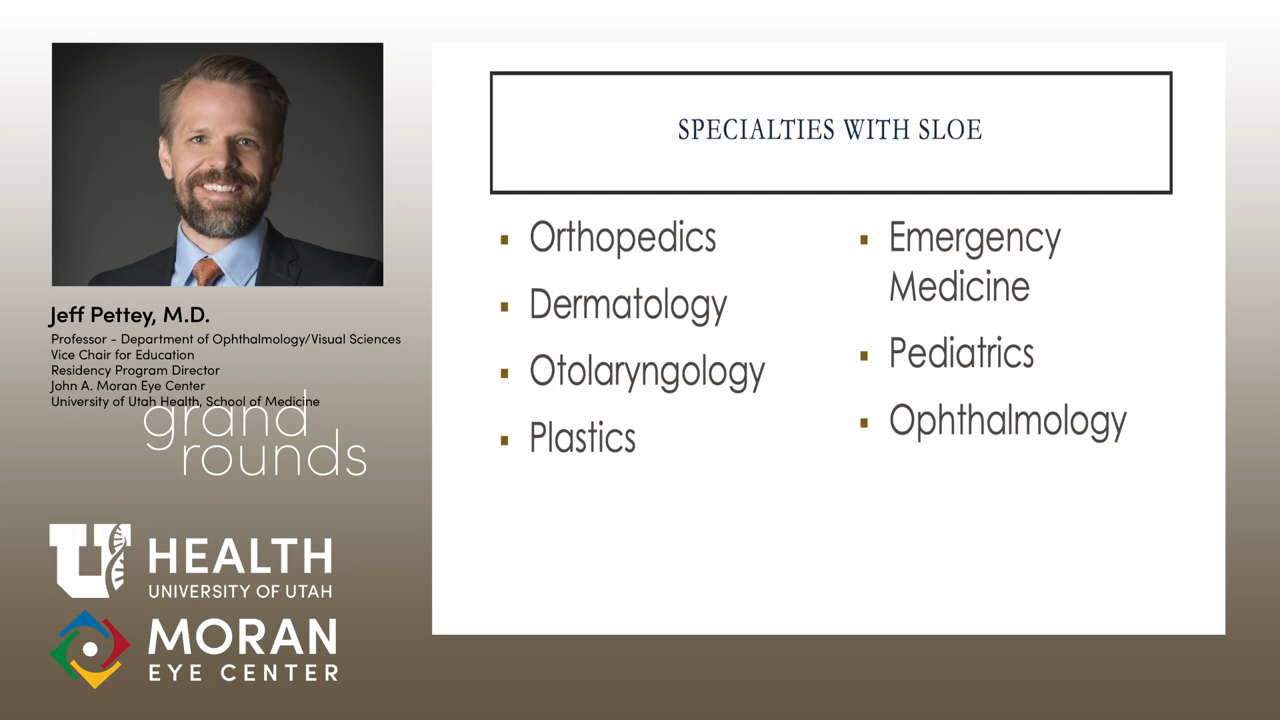 Jeff Pettey, M.D.
Professor - Department of Ophthalmology/Visual Sciences
Vice Chair for Education
Residency Program Director
John A. Moran Eye Center
University of Utah Health, School of Medicine
grand
rounds
U
HEALTH
UNIVERSITY OF UTAH
MORAN
EYE CENTER
SPECIALTIES WITH SLOE
▪ Orthopedics
▪ Dermatology
▪ Otolaryngology
▪ Plastics
▪ Emergency
Medicine
▪ Pediatrics
▪ Ophthalmology